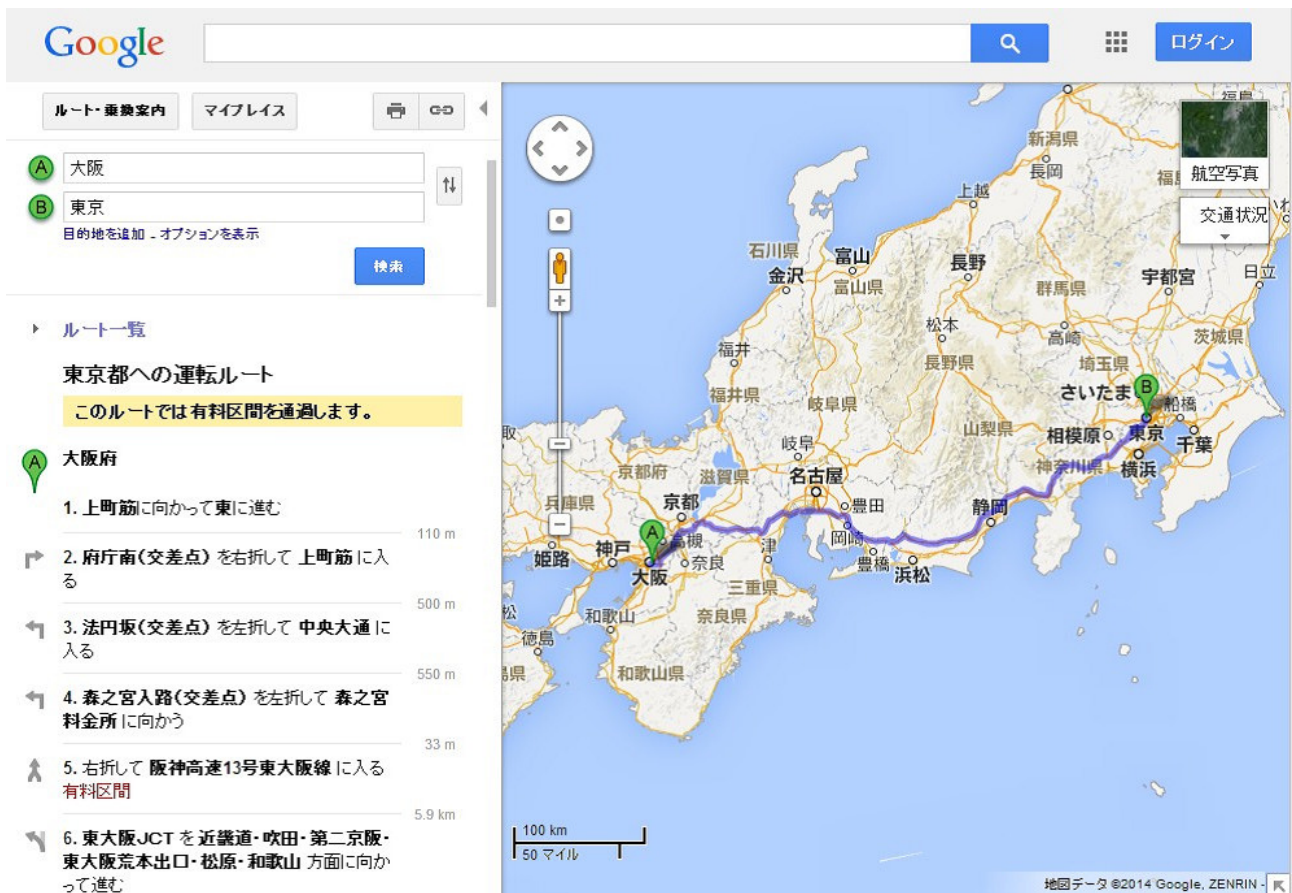 Google
ログイン
ルート・乗換案内
マイプレイス
A 大阪
B 東京
目的地を追加 - オプションを表示
検索
ルート一覧
東京都への運転ルート
このルートでは有料区間を通過します。
A 大阪府
1. 上町筋に向かって東に進む
110 m
2. 府庁南(交差点) を右折して 上町筋 に入
る
500 m
3. 法円坂(交差点) を左折して 中央大通 に
入る
550 m
4. 森之宮入路(交差点) を左折して 森之宮
料金所 に向かう
33 m
5. 右折して 阪神高速13号東大阪線 に入る
有料区間
5.9 km
6. 東大阪JCT を 近畿道・吹田・第二京阪・
東大阪荒本出口・松原・和歌山 方面に向か
って進む
福島
新潟県
長岡
航空写真
上越
交通状況
石川県
富山
長野
宇都宮
日立
金沢
富山県
群馬県
松本
高崎
茨城県
福井
長野県
埼玉県
福井県
岐阜県
さいたま
B
船橋
山梨県
相模原
東京
千葉
取
岐阜
神奈川県
横浜
京都府
滋賀県
名古屋
兵庫県
京都
豊田
静岡
A
高槻
岡崎
姫路
神戸
奈良
津
豊橋
浜松
大阪
三重県
松
和歌山
奈良県
徳島
島県
和歌山県
100 km
50 マイル
地図データ ©2014 Google, ZENRIN -